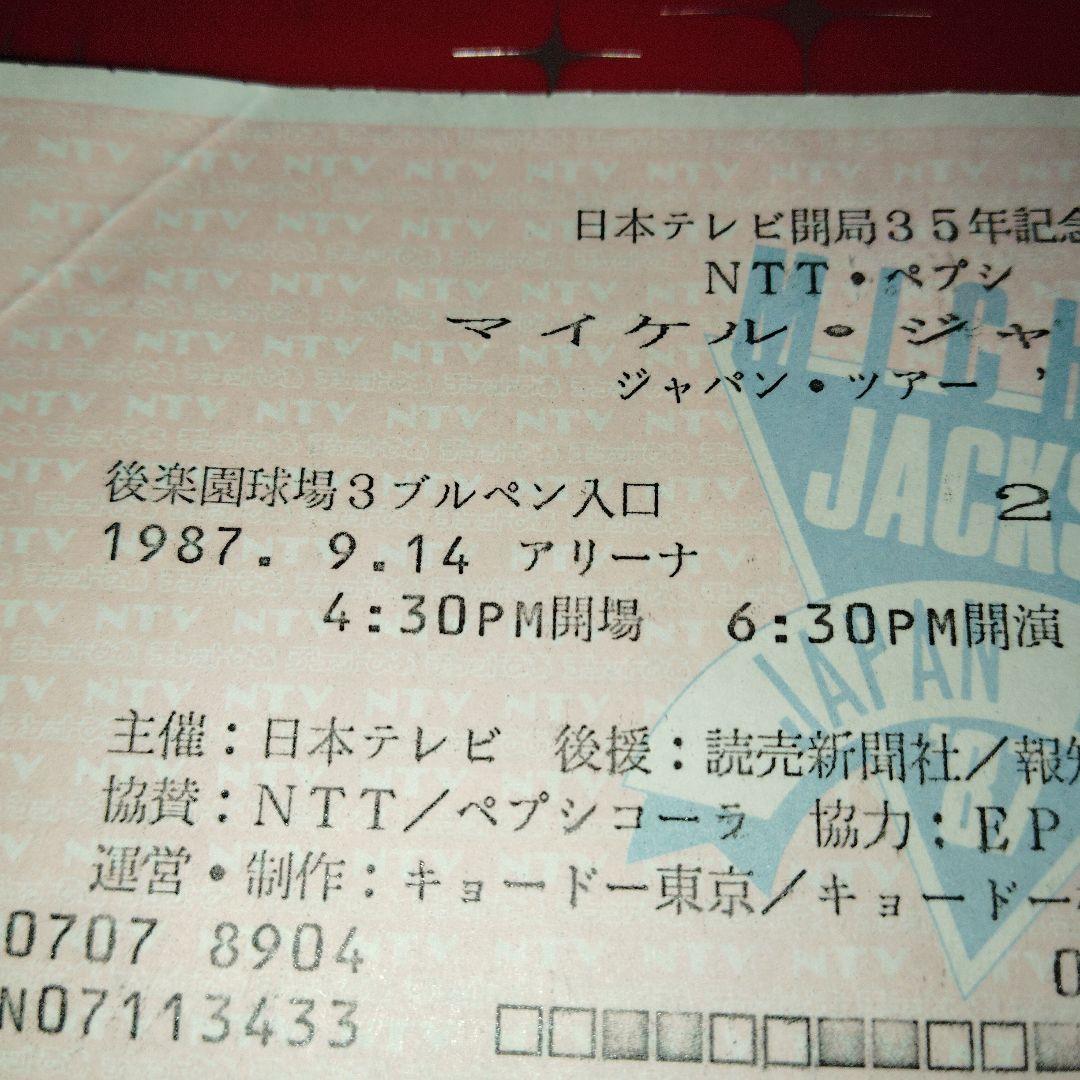 日本テレビ開局35年記念
NTT・ペプシ
マイケル・ジャ
ジャパン・ツアー '
MICH
JACKS
JAPAN
'87
後楽園球場3ブルペン入口 2
1987. 9.14 アリーナ
4:30PM開場 6:30PM開演
主催：日本テレビ 後援：読売新聞社／報知
協賛：NTT／ペプシコーラ 協力：EP
運営・制作：キョードー東京／キョードー
0707 8904
N07113433
NTV